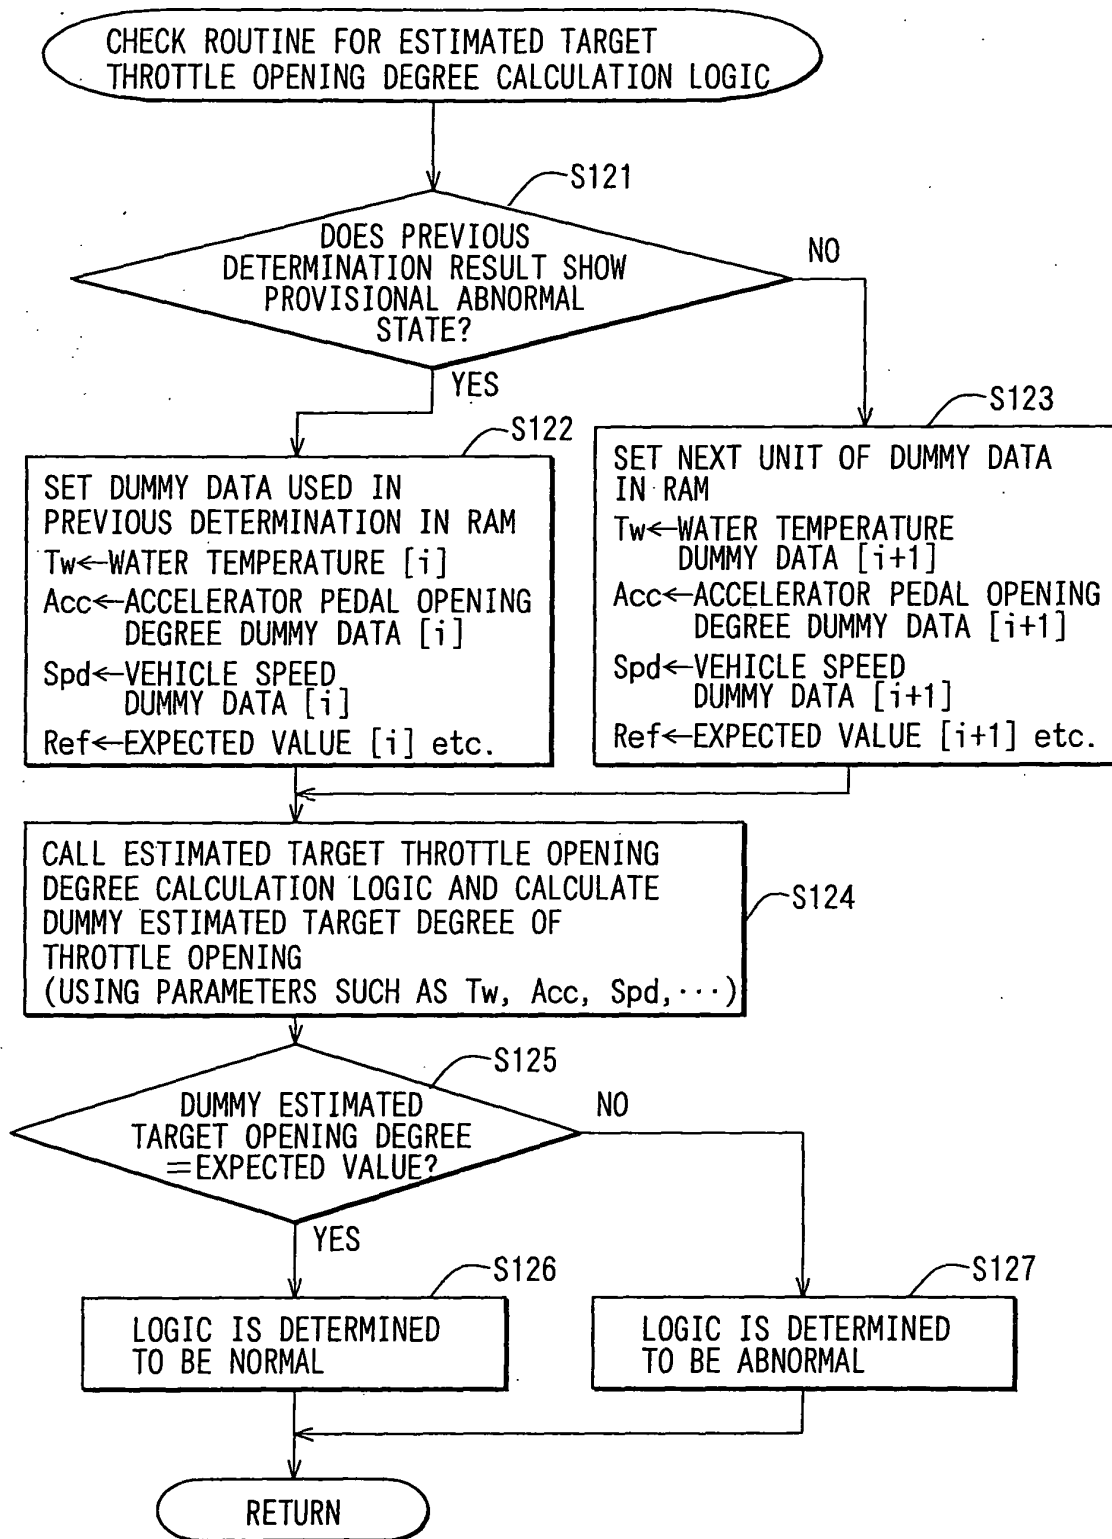 CHECK ROUTINE FOR ESTIMATED TARGET
THROTTLE OPENING DEGREE CALCULATION LOGIC
S121
DOES PREVIOUS
DETERMINATION RESULT SHOW
PROVISIONAL ABNORMAL
STATE?
NO
YES
S122
SET DUMMY DATA USED IN
PREVIOUS DETERMINATION IN RAM
Tw←WATER TEMPERATURE [i]
Acc←ACCELERATOR PEDAL OPENING
DEGREE DUMMY DATA [i]
Spd←VEHICLE SPEED
DUMMY DATA [i]
Ref←EXPECTED VALUE [i] etc.
S123
SET NEXT UNIT OF DUMMY DATA
IN RAM
Tw←WATER TEMPERATURE
DUMMY DATA [i+1]
Acc←ACCELERATOR PEDAL OPENING
DEGREE DUMMY DATA [i+1]
Spd←VEHICLE SPEED
DUMMY DATA [i+1]
Ref←EXPECTED VALUE [i+1] etc.
CALL ESTIMATED TARGET THROTTLE OPENING
DEGREE CALCULATION LOGIC AND CALCULATE
DUMMY ESTIMATED TARGET DEGREE OF
THROTTLE OPENING
(USING PARAMETERS SUCH AS Tw, Acc, Spd,···)
S124
S125
DUMMY ESTIMATED
TARGET OPENING DEGREE
=EXPECTED VALUE?
NO
YES
S126
LOGIC IS DETERMINED
TO BE NORMAL
S127
LOGIC IS DETERMINED
TO BE ABNORMAL
RETURN